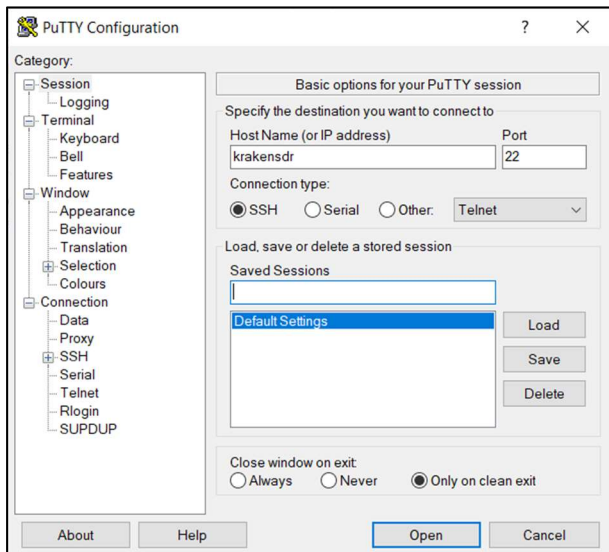 PuTTY Configuration
?
Category:
Session
Logging
Terminal
Keyboard
Bell
Features
Window
Appearance
Behaviour
Translation
Selection
Colours
Connection
Data
Proxy
SSH
Serial
Telnet
Rlogin
SUPDUP
Basic options for your PuTTY session
Specify the destination you want to connect to
Host Name (or IP address) Port
krakensdr 22
Connection type:
SSH Serial Other: Telnet
Load, save or delete a stored session
Saved Sessions
Default Settings
Load
Save
Delete
Close window on exit:
Always Never Only on clean exit
About Help Open Cancel